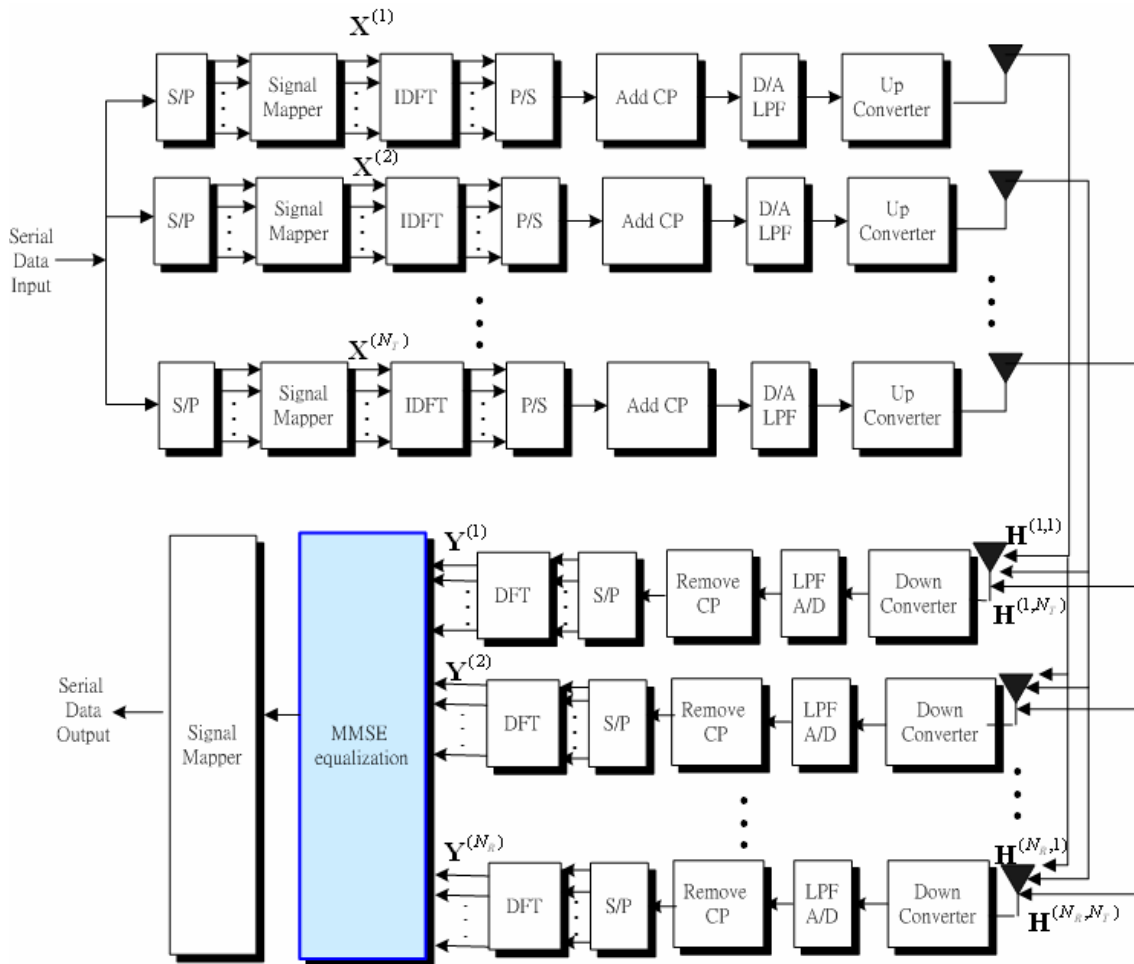 X^(1)
S/P
Signal
Mapper
IDFT
P/S
Add CP
D/A
LPF
Up
Converter
X^(2)
S/P
Signal
Mapper
IDFT
P/S
Add CP
D/A
LPF
Up
Converter
Serial
Data
Input
X^(N_T)
S/P
Signal
Mapper
IDFT
P/S
Add CP
D/A
LPF
Up
Converter
Y^(1)
H^(1,1)
Signal
Mapper
MMSE
equalization
DFT
S/P
Remove
CP
LPF
A/D
Down
Converter
H^(1,N_T)
Y^(2)
Serial
Data
Output
DFT
S/P
Remove
CP
LPF
A/D
Down
Converter
Y^(N_R)
H^(N_R,1)
DFT
S/P
Remove
CP
LPF
A/D
Down
Converter
H^(N_R,N_T)